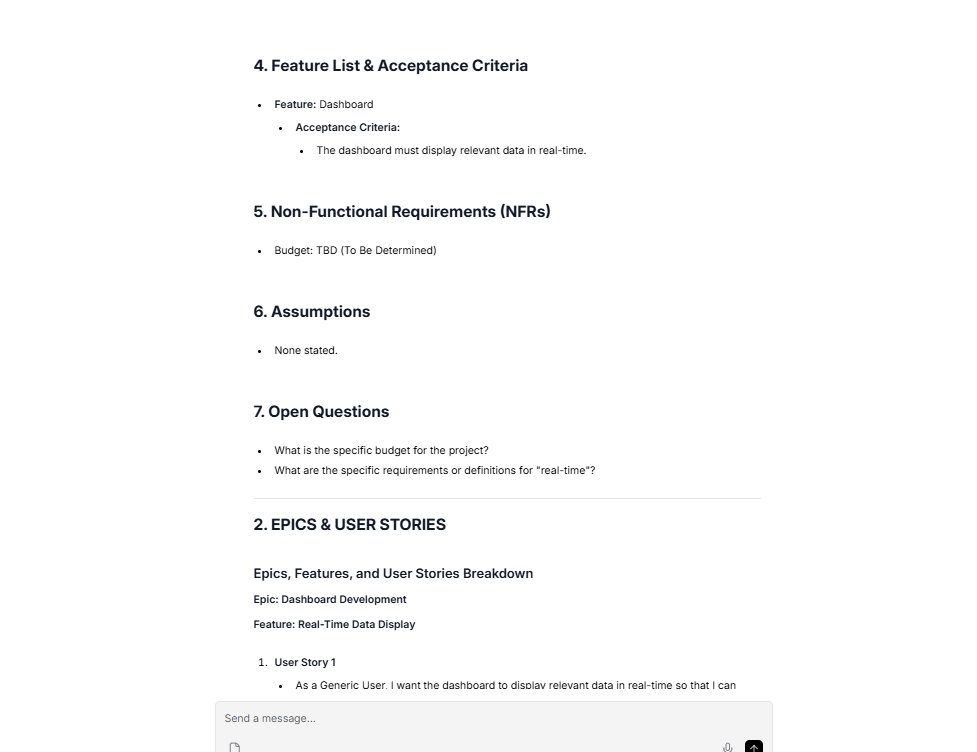 4. Feature List & Acceptance Criteria
• Feature: Dashboard
• Acceptance Criteria:
• The dashboard must display relevant data in real-time.
5. Non-Functional Requirements (NFRs)
• Budget: TBD (To Be Determined)
6. Assumptions
• None stated.
7. Open Questions
• What is the specific budget for the project?
• What are the specific requirements or definitions for "real-time"?
2. EPICS & USER STORIES
Epics, Features, and User Stories Breakdown
Epic: Dashboard Development
Feature: Real-Time Data Display
1. User Story 1
• As a Generic User, I want the dashboard to display relevant data in real-time so that I can
Send a message...